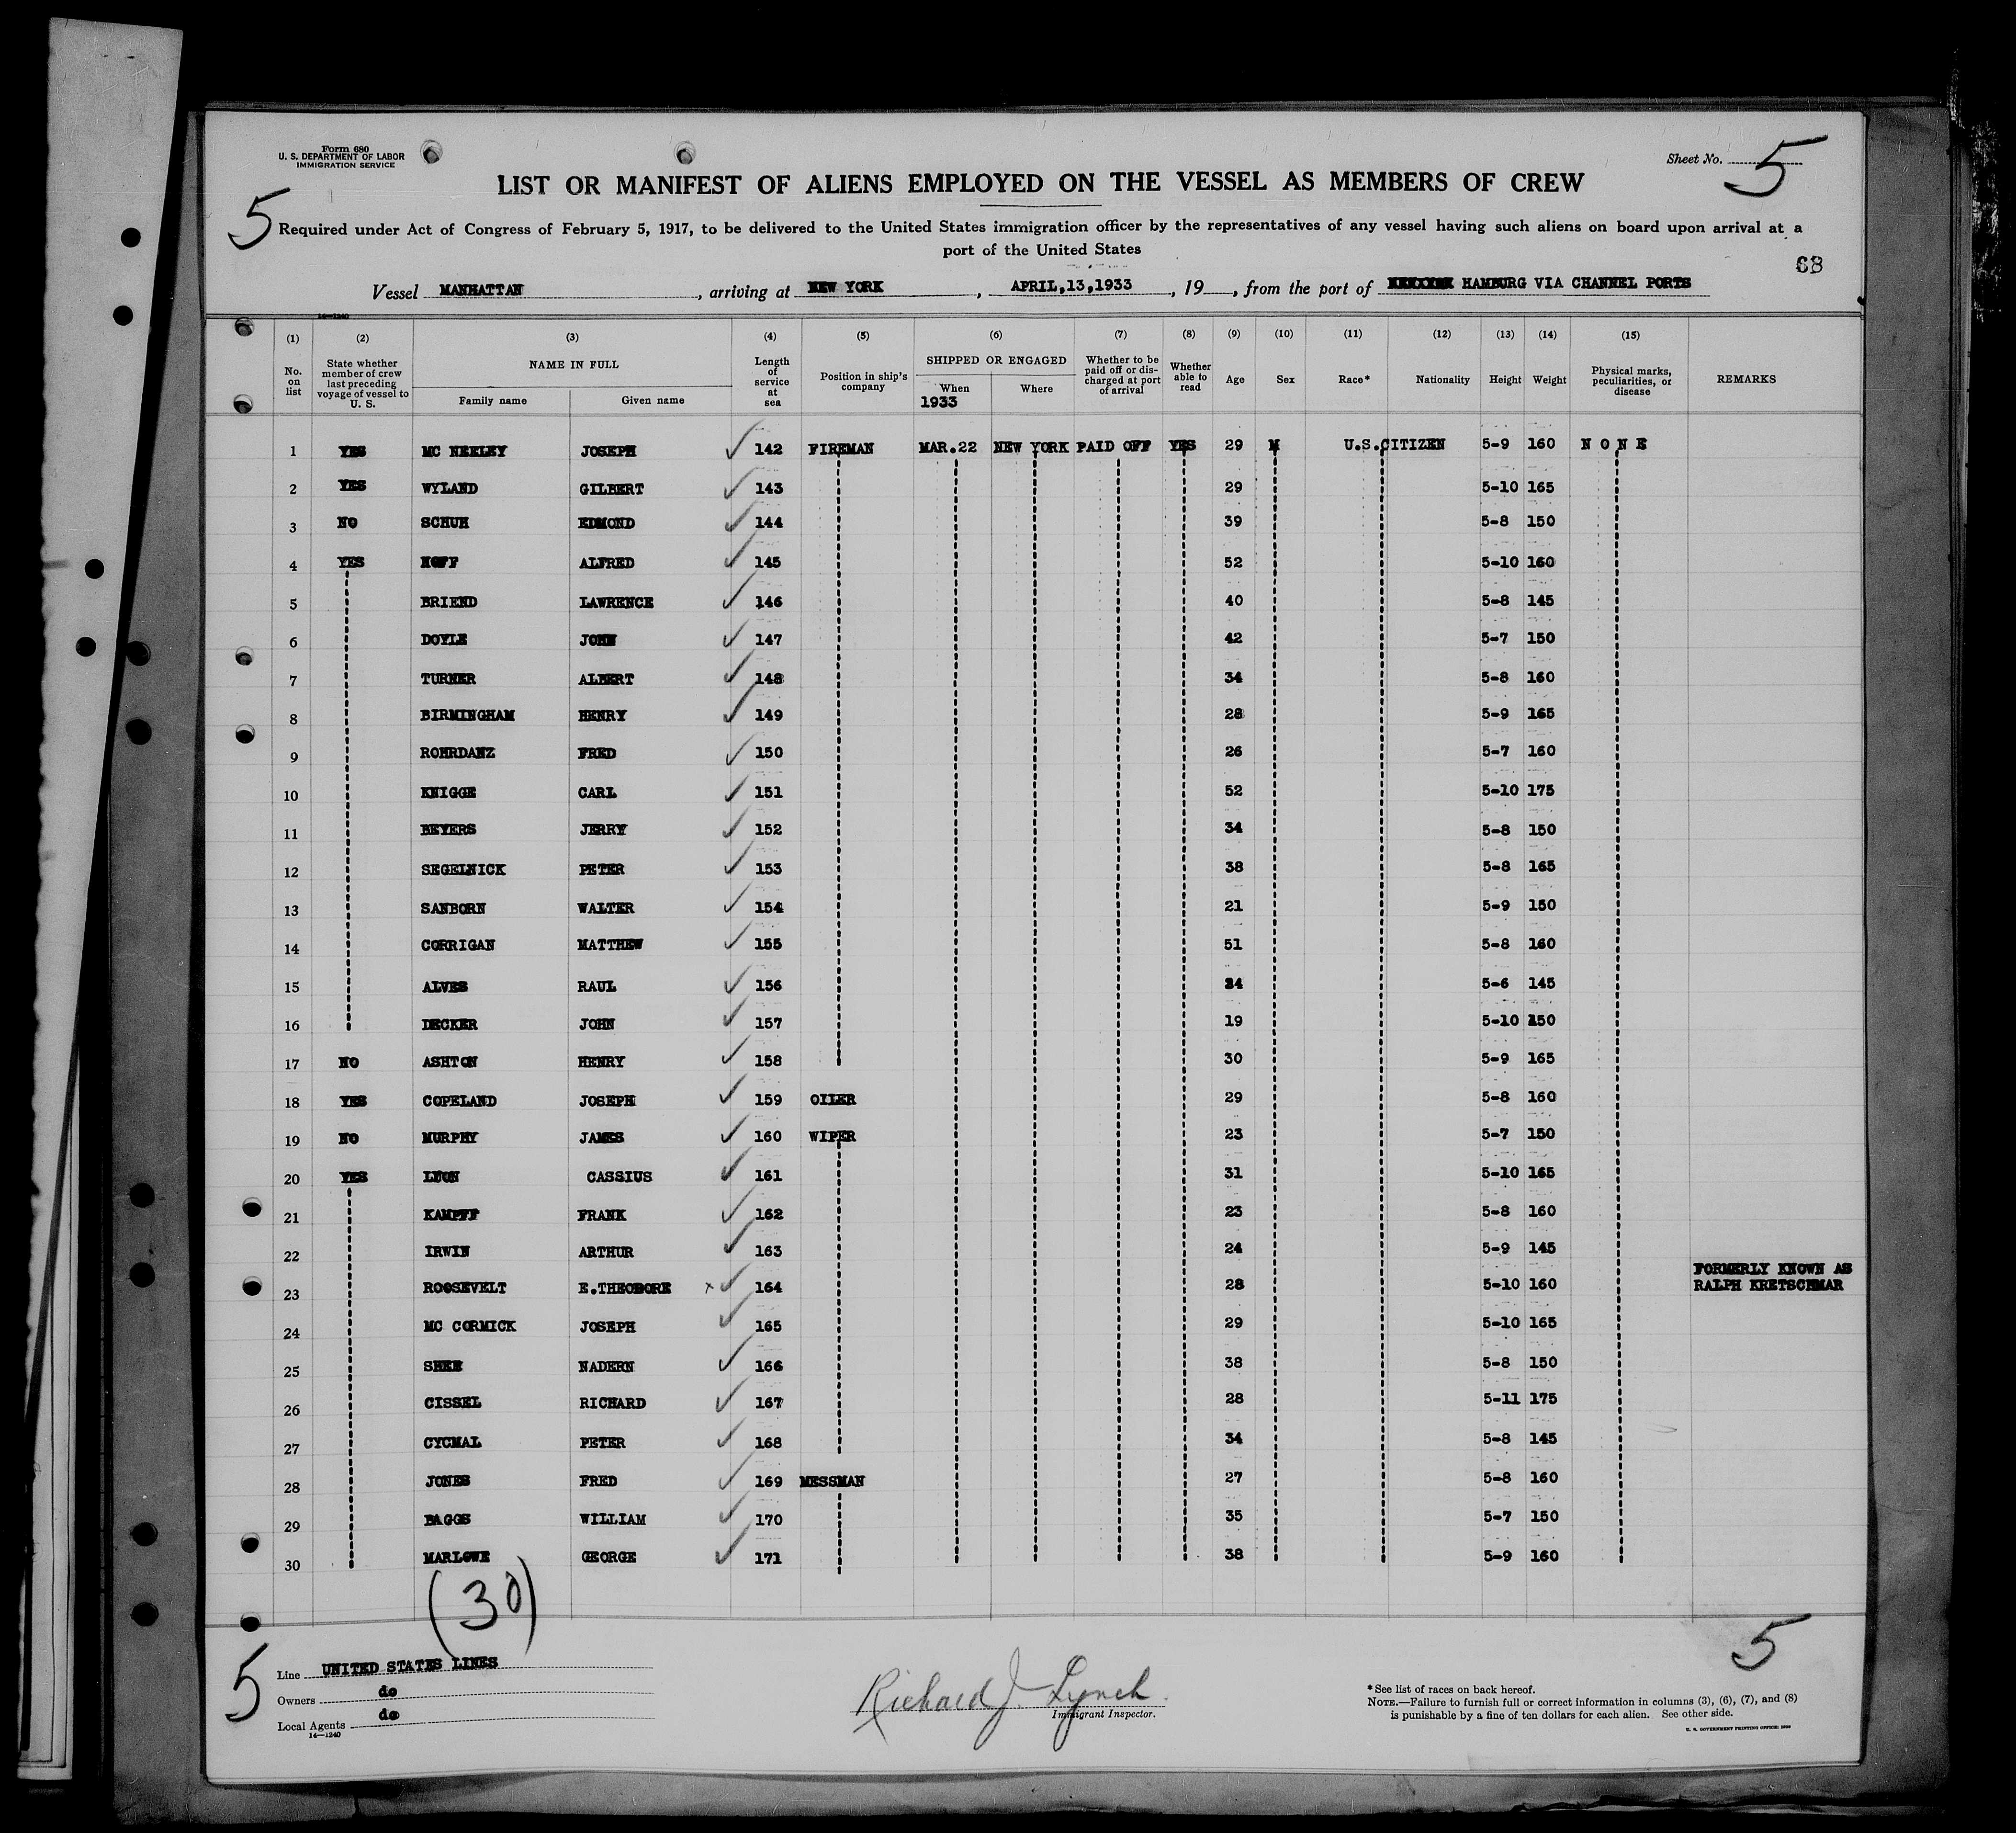 Form 680
U. S. DEPARTMENT OF LABOR
IMMIGRATION SERVICE
Sheet No. 5
LIST OR MANIFEST OF ALIENS EMPLOYED ON THE VESSEL AS MEMBERS OF CREW
5
Required under Act of Congress of February 5, 1917, to be delivered to the United States immigration officer by the representatives of any vessel having such aliens on board upon arrival at a
port of the United States
68
Vessel MANHATTAN, arriving at NEW YORK, APRIL,13,1933, 19, from the port of HAMBURG VIA CHANNEL PORTS
14-1240
(1) (2) (3) (4) (5) (6) (7) (8) (9) (10) (11) (12) (13) (14) (15)
No. on list State whether member of crew last preceding voyage of vessel to U. S. NAME IN FULL Family name Given name Length of service at sea Position in ship's company SHIPPED OR ENGAGED When Where Whether to be paid off or discharged at port of arrival Whether able to read Age Sex Race* Nationality Height Weight Physical marks, peculiarities, or disease REMARKS
1933
1 YES MC NEELEY JOSEPH 142 FIREMAN MAR.22 NEW YORK PAID OFF YES 29 M U.S.CITIZEN 5-9 160 N O N E
2 YES WYLAND GILBERT 143 29 5-10 165
3 NO SCHUH EDMOND 144 39 5-8 150
4 YES HOFF ALFRED 145 52 5-10 160
5 BRIEND LAWRENCE 146 40 5-8 145
6 DOYLE JOHN 147 42 5-7 150
7 TURNER ALBERT 148 34 5-8 160
8 BIRMINGHAM HENRY 149 28 5-9 165
9 ROHRDANZ FRED 150 26 5-7 160
10 KNIGGE CARL 151 52 5-10 175
11 BEYERS JERRY 152 34 5-8 150
12 SEGELNICK PETER 153 38 5-8 165
13 SANBORN WALTER 154 21 5-9 150
14 CORRIGAN MATTHEW 155 51 5-8 160
15 ALVES RAUL 156 5-6 145
16 DECKER JOHN 157 19 5-10 150
17 NO ASHTON HENRY 158 30 5-9 165
18 YES COPELAND JOSEPH 159 OILER 29 5-8 160
19 NO MURPHY JAMES 160 WIPER 23 5-7 150
20 YES LYON CASSIUS 161 31 5-10 165
21 KAMPFF FRANK 162 23 5-8 160
22 IRWIN ARTHUR 163 24 5-9 145
23 ROOSEVELT E.THEODORE 164 28 5-10 160 FORMERLY KNOWN AS
RALPH KRETSCHMAR
24 MC CORMICK JOSEPH 165 29 5-10 165
25 SHEE NADERN 166 38 5-8 150
26 CISSEL RICHARD 167 28 5-11 175
27 CYCMAL PETER 168 34 5-8 145
28 JONES FRED 169 MESSMAN 27 5-8 160
29 BAGGS WILLIAM 170 35 5-7 150
30 MARLOWE GEORGE 171 38 5-9 160
(30)
5
5
Line UNITED STATES LINES
Owners do
Local Agents do
14-1240
Richard J. Lynch
Immigrant Inspector.
* See list of races on back hereof.
NOTE.—Failure to furnish full or correct information in columns (3), (6), (7), and (8)
is punishable by a fine of ten dollars for each alien. See other side.